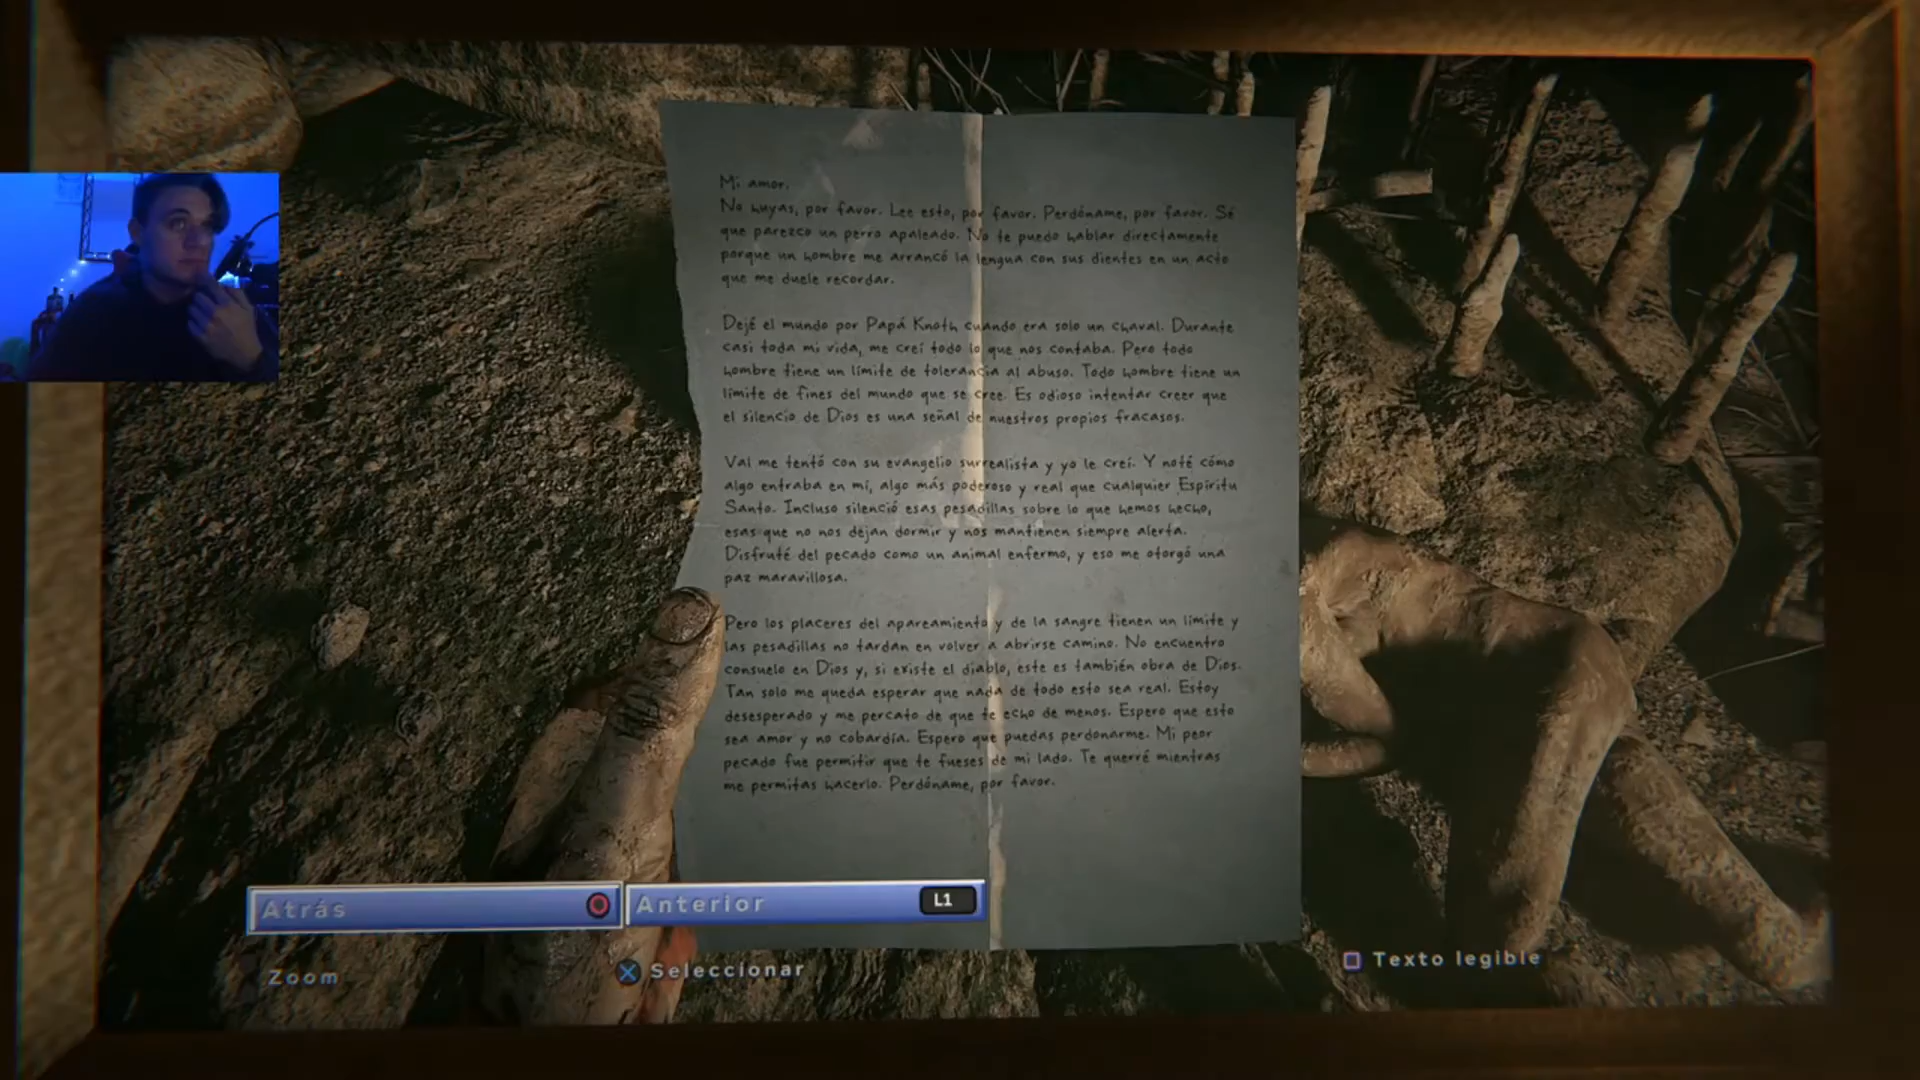 Mi amor.
No huyas, por favor. Lee esto, por favor. Perdóname, por favor. Sé
que parezco un perro apaleado. No te puedo hablar directamente
porque un hombre me arrancó la lengua con sus dientes en un acto
que me duele recordar.
Dejé el mundo por Papá Knoth cuando era solo un chaval. Durante
casi toda mi vida, me creí todo lo que nos contaba. Pero todo
hombre tiene un límite de tolerancia al abuso. Todo hombre tiene un
límite de fines del mundo que se cree. Es odioso intentar creer que
el silencio de Dios es una señal de nuestros propios fracasos.
Val me tentó con su evangelio surrealista y yo le creí. Y noté cómo
algo entraba en mí, algo más poderoso y real que cualquier Espíritu
Santo. Incluso silenció esas pesadillas sobre lo que hemos hecho,
esas que no nos dejan dormir y nos mantienen siempre alerta.
Disfruté del pecado como un animal enfermo, y eso me otorgó una
paz maravillosa.
Pero los placeres del apareamiento y de la sangre tienen un límite y
las pesadillas no tardan en volver a abrirse camino. No encuentro
consuelo en Dios y, si existe el diablo, este es también obra de Dios.
Tan solo me queda esperar que nada de todo esto sea real. Estoy
desesperado y me percato de que te echo de menos. Espero que esto
sea amor y no cobardía. Espero que puedas perdonarme. Mi peor
pecado fue permitir que te fueses de mi lado. Te querré mientras
me permitas hacerlo. Perdóname, por favor.
Atrás
Anterior L1
Zoom
Seleccionar
Texto legible